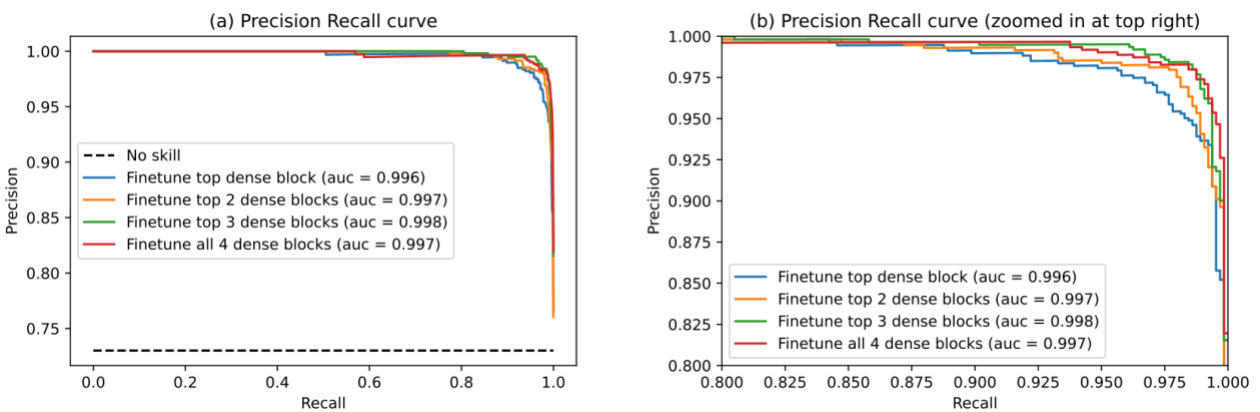 (a) Precision Recall curve
1.00
0.95
0.90
0.85
0.80
0.75
Precision
No skill
Finetune top dense block (auc = 0.996)
Finetune top 2 dense blocks (auc = 0.997)
Finetune top 3 dense blocks (auc = 0.998)
Finetune all 4 dense blocks (auc = 0.997)
0.0 0.2 0.4 0.6 0.8 1.0
Recall
(b) Precision Recall curve (zoomed in at top right)
1.000
0.975
0.950
0.925
0.900
0.875
0.850
0.825
0.800
Precision
Finetune top dense block (auc = 0.996)
Finetune top 2 dense blocks (auc = 0.997)
Finetune top 3 dense blocks (auc = 0.998)
Finetune all 4 dense blocks (auc = 0.997)
0.800 0.825 0.850 0.875 0.900 0.925 0.950 0.975 1.000
Recall